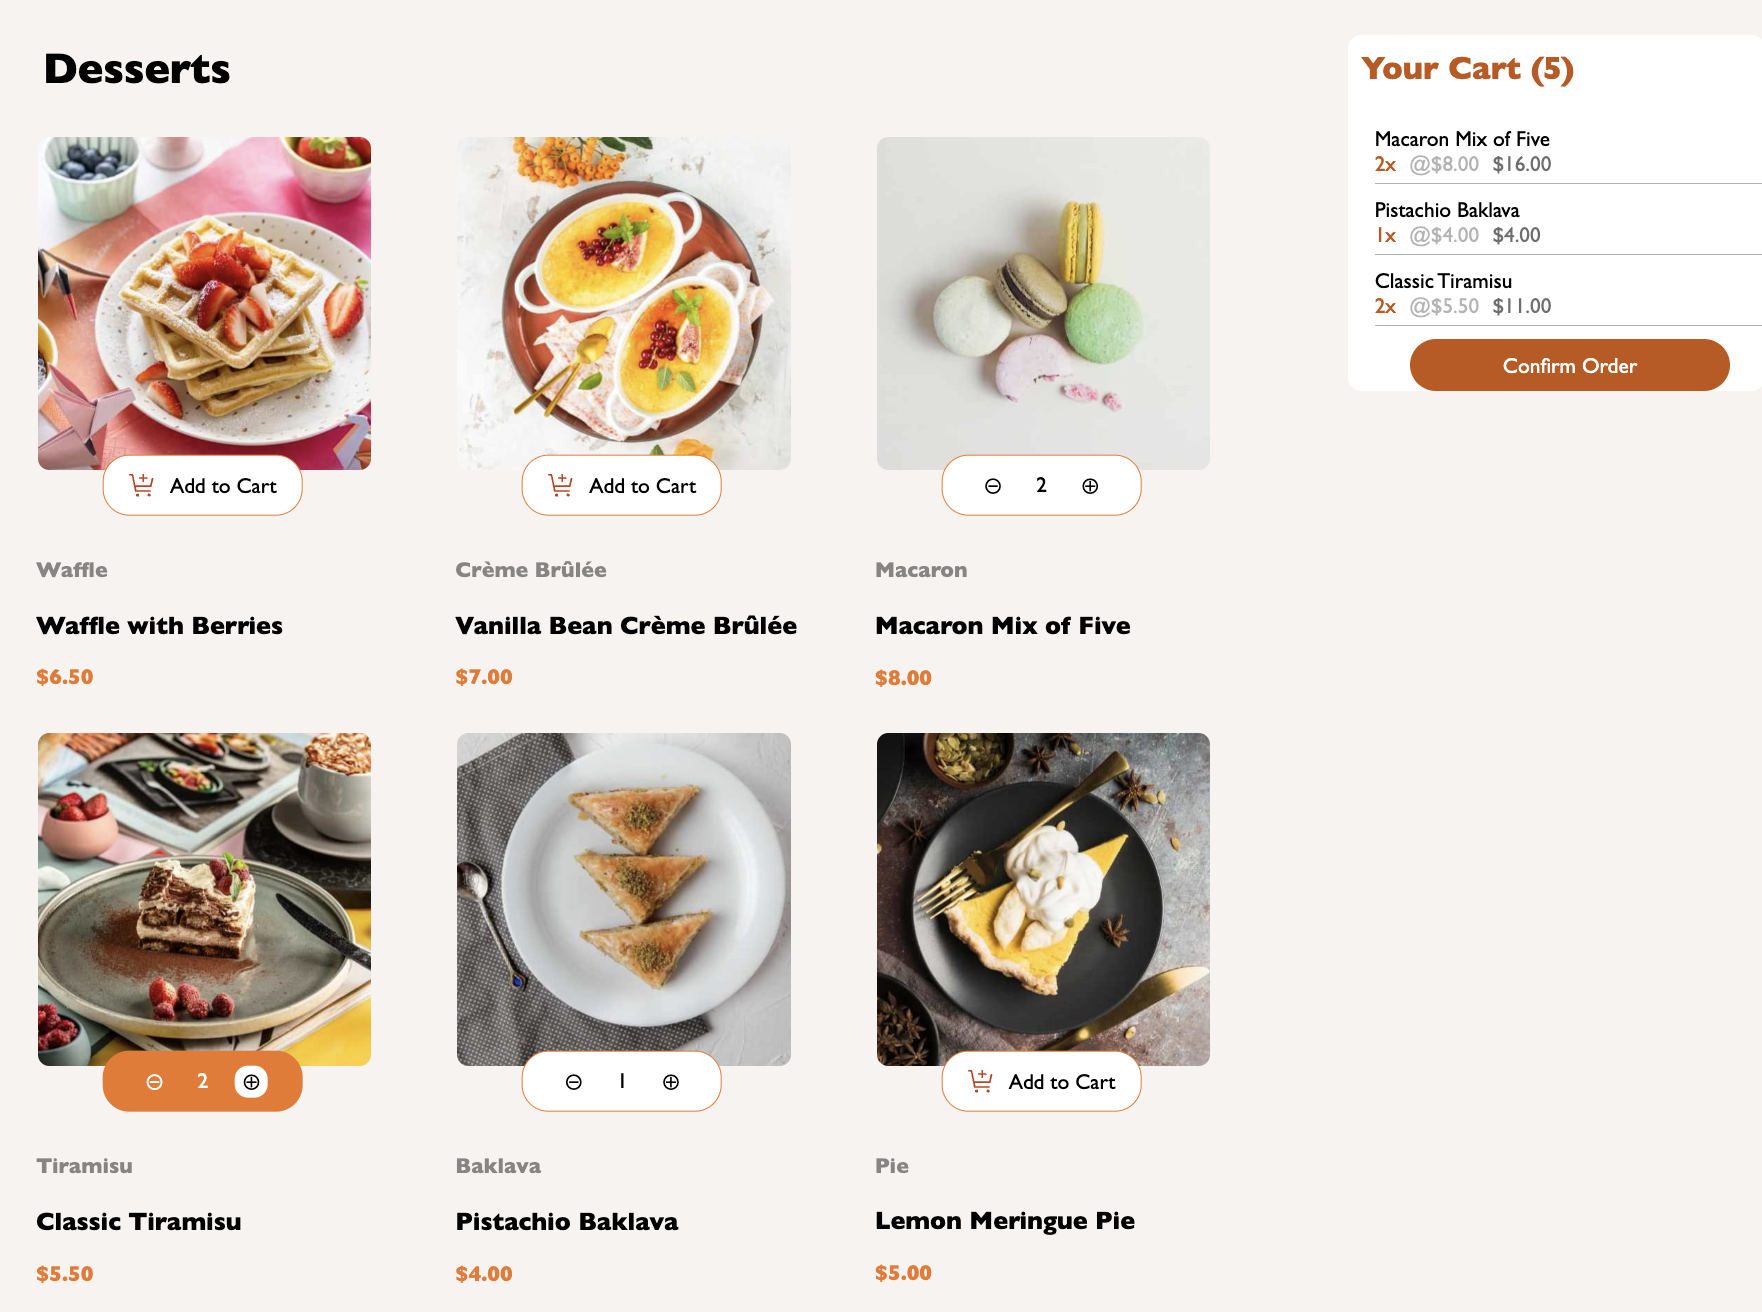 Desserts
Add to Cart
Waffle
Waffle with Berries
$6.50
Add to Cart
Crème Brûlée
Vanilla Bean Crème Brûlée
$7.00
2
Macaron
Macaron Mix of Five
$8.00
2
Tiramisu
Classic Tiramisu
$5.50
1
Baklava
Pistachio Baklava
$4.00
Add to Cart
Pie
Lemon Meringue Pie
$5.00
Your Cart (5)
Macaron Mix of Five
2x @$8.00 $16.00
Pistachio Baklava
1x @$4.00 $4.00
Classic Tiramisu
2x @$5.50 $11.00
Confirm Order